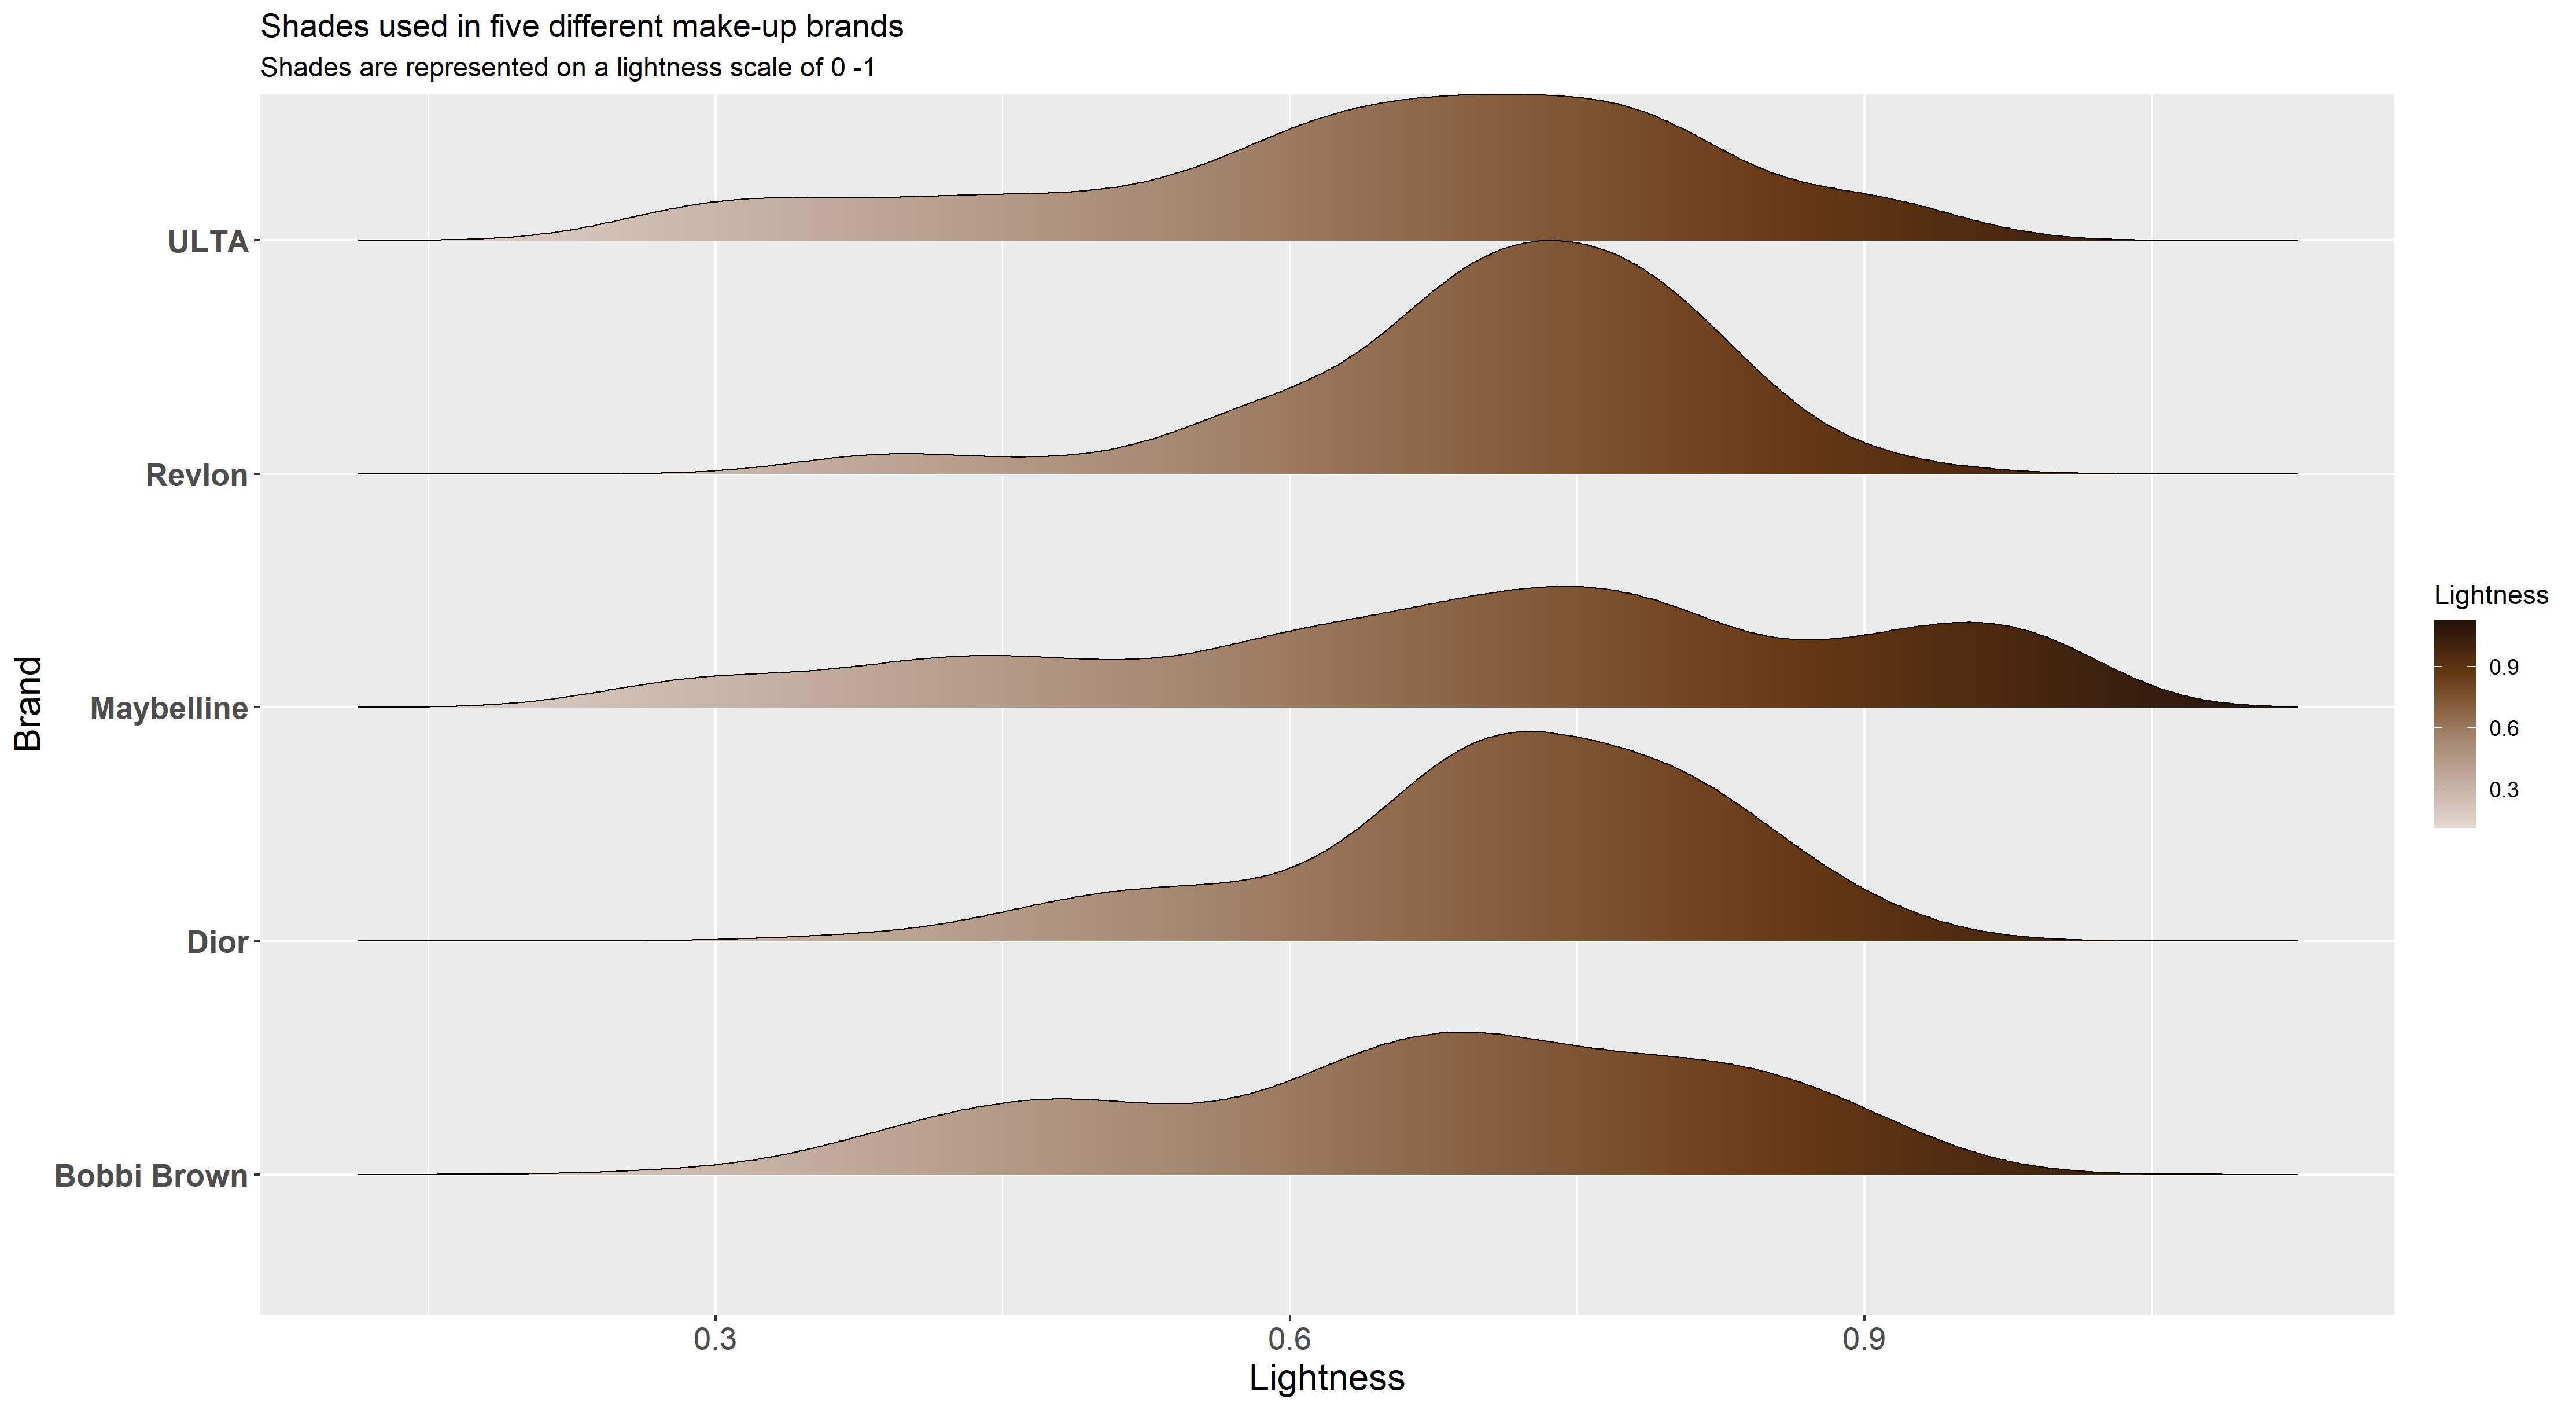 Shades used in five different make-up brands
Shades are represented on a lightness scale of 0 -1
Brand
ULTA
Revlon
Maybelline
Dior
Bobbi Brown
0.3
0.6
0.9
Lightness
Lightness
0.9
0.6
0.3